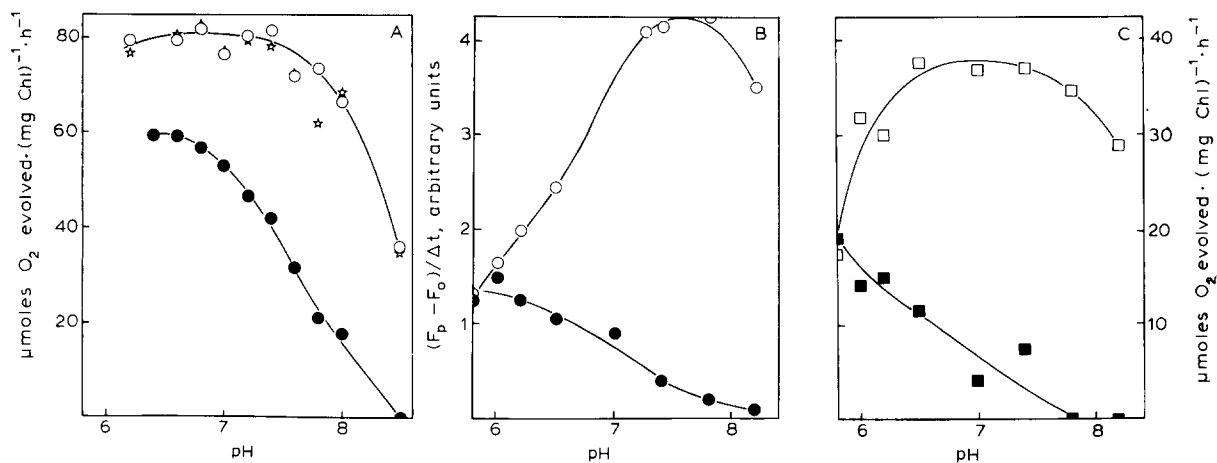 μmoles O₂ evolved·(mg Chl)⁻¹·h⁻¹
80
60
40
20
A
6
7
8
pH
(Fp − Fo)/Δt, arbitrary units
4
3
2
1
B
6
7
8
pH
C
40
30
20
10
0
6
7
8
pH
μmoles O₂ evolved·(mg Chl)⁻¹·h⁻¹